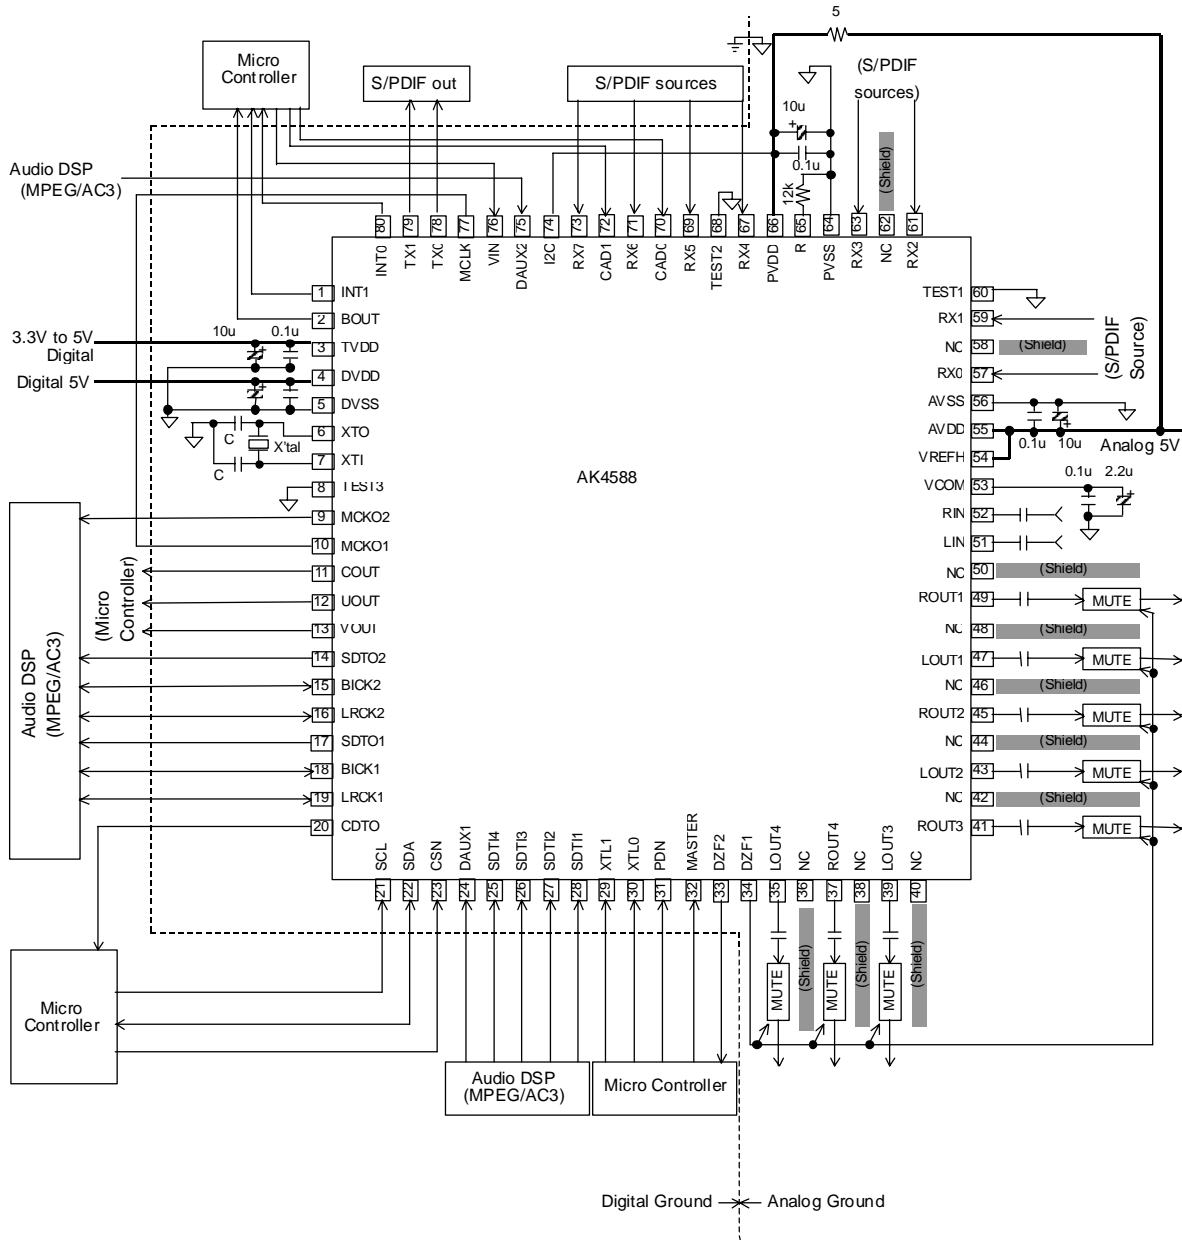 5
Micro
Controller
S/PDIF out
S/PDIF sources
(S/PDIF
sources)
10u
0.1u
12k
(Shield)
Audio DSP
(MPEG/AC3)
80
79
78
77
76
75
74
73
72
71
70
69
68
67
66
65
64
63
62
61
INT0
TX1
TX0
MCLK
VIN
DAUX2
I2C
RX7
CAD1
RX6
CAD0
RX5
TEST2
RX4
PVDD
R
PVSS
RX3
NC
RX2
1 INT1
2 BOUT
3.3V to 5V
Digital
10u
0.1u
3 TVDD
Digital 5V
4 DVDD
5 DVSS
C
X'tal
6 XTO
C
7 XTI
8 TEST3
9 MCKO2
10 MCKO1
11 COUT
12 UOUT
13 VOUT
(Micro
Controller)
14 SDTO2
15 BICK2
16 LRCK2
17 SDTO1
18 BICK1
19 LRCK1
20 CDTO
Audio DSP
(MPEG/AC3)
AK4588
TEST1 60
RX1 59
NC 58 (Shield)
RX0 57
(S/PDIF
Source)
AVSS 56
AVDD 55
0.1u
10u
Analog 5V
VREFH 54
VCOM 53
0.1u
2.2u
RIN 52
LIN 51
NC 50 (Shield)
ROUT1 49 MUTE
NC 48 (Shield)
LOUT1 47 MUTE
NC 46 (Shield)
ROUT2 45 MUTE
NC 44 (Shield)
LOUT2 43 MUTE
NC 42 (Shield)
ROUT3 41 MUTE
SCL
SDA
CSN
DAUX1
SDTI4
SDTI3
SDTI2
SDTI1
XTL1
XTL0
PDN
MASTER
DZF2
DZF1
LOUT4
NC
ROUT4
NC
LOUT3
NC
21
22
23
24
25
26
27
28
29
30
31
32
33
34
35
36
37
38
39
40
MUTE
(Shield)
MUTE
(Shield)
MUTE
(Shield)
Micro
Controller
Audio DSP
(MPEG/AC3)
Micro Controller
Digital Ground
Analog Ground